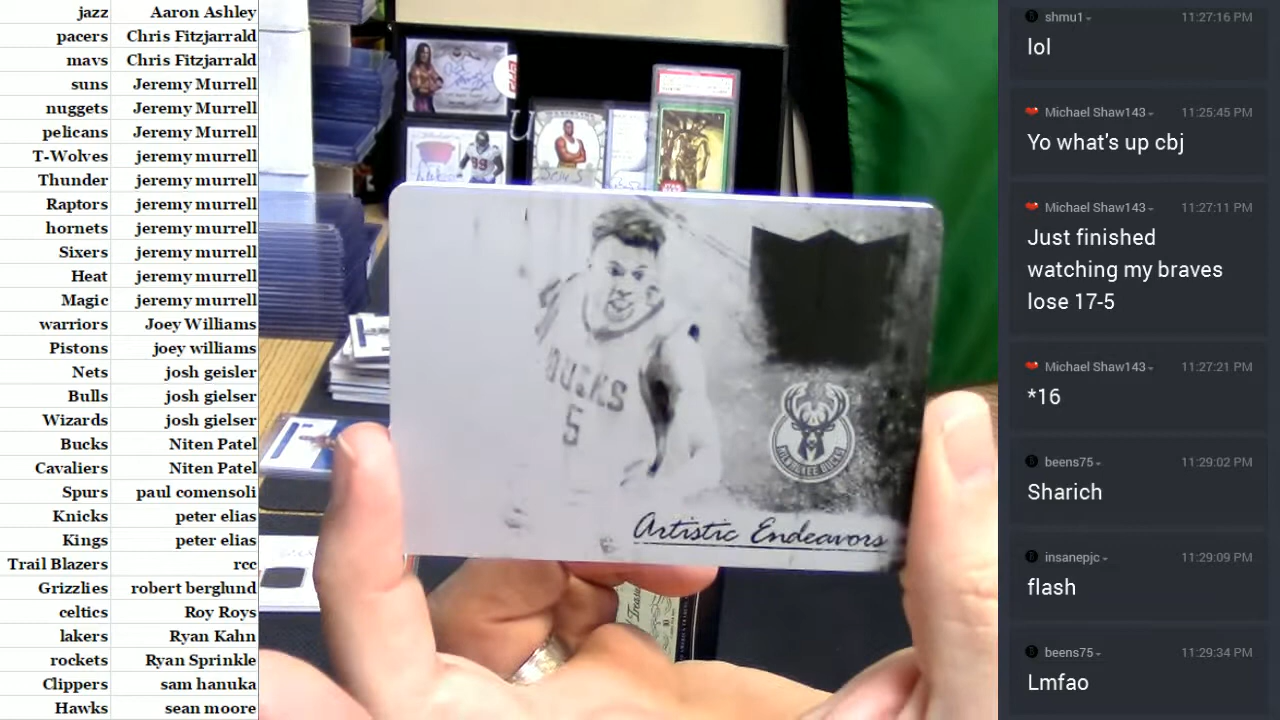 jazz Aaron Ashley
pacers Chris Fitzjarrald
mavs Chris Fitzjarrald
suns Jeremy Murrell
nuggets Jeremy Murrell
pelicans Jeremy Murrell
T-Wolves jeremy murrell
Thunder jeremy murrell
Raptors jeremy murrell
hornets jeremy murrell
Sixers jeremy murrell
Heat jeremy murrell
Magic jeremy murrell
warriors Joey Williams
Pistons joey williams
Nets josh geisler
Bulls josh gielser
Wizards josh gielser
Bucks Niten Patel
Cavaliers Niten Patel
Spurs paul comensoli
Knicks peter elias
Kings peter elias
Trail Blazers rcc
Grizzlies robert berglund
celtics Roy Roys
lakers Ryan Kahn
rockets Ryan Sprinkle
Clippers sam hanuka
Hawks sean moore
99
BUCKS
5
MILWAUKEE BUCKS
Artistic Endeavors
shmu1 11:27:16 PM
lol
Michael Shaw143 11:25:45 PM
Yo what's up cbj
Michael Shaw143 11:27:11 PM
Just finished
watching my braves
lose 17-5
Michael Shaw143 11:27:21 PM
*16
beens75 11:29:02 PM
Sharich
insanepjc 11:29:09 PM
flash
beens75 11:29:34 PM
Lmfao